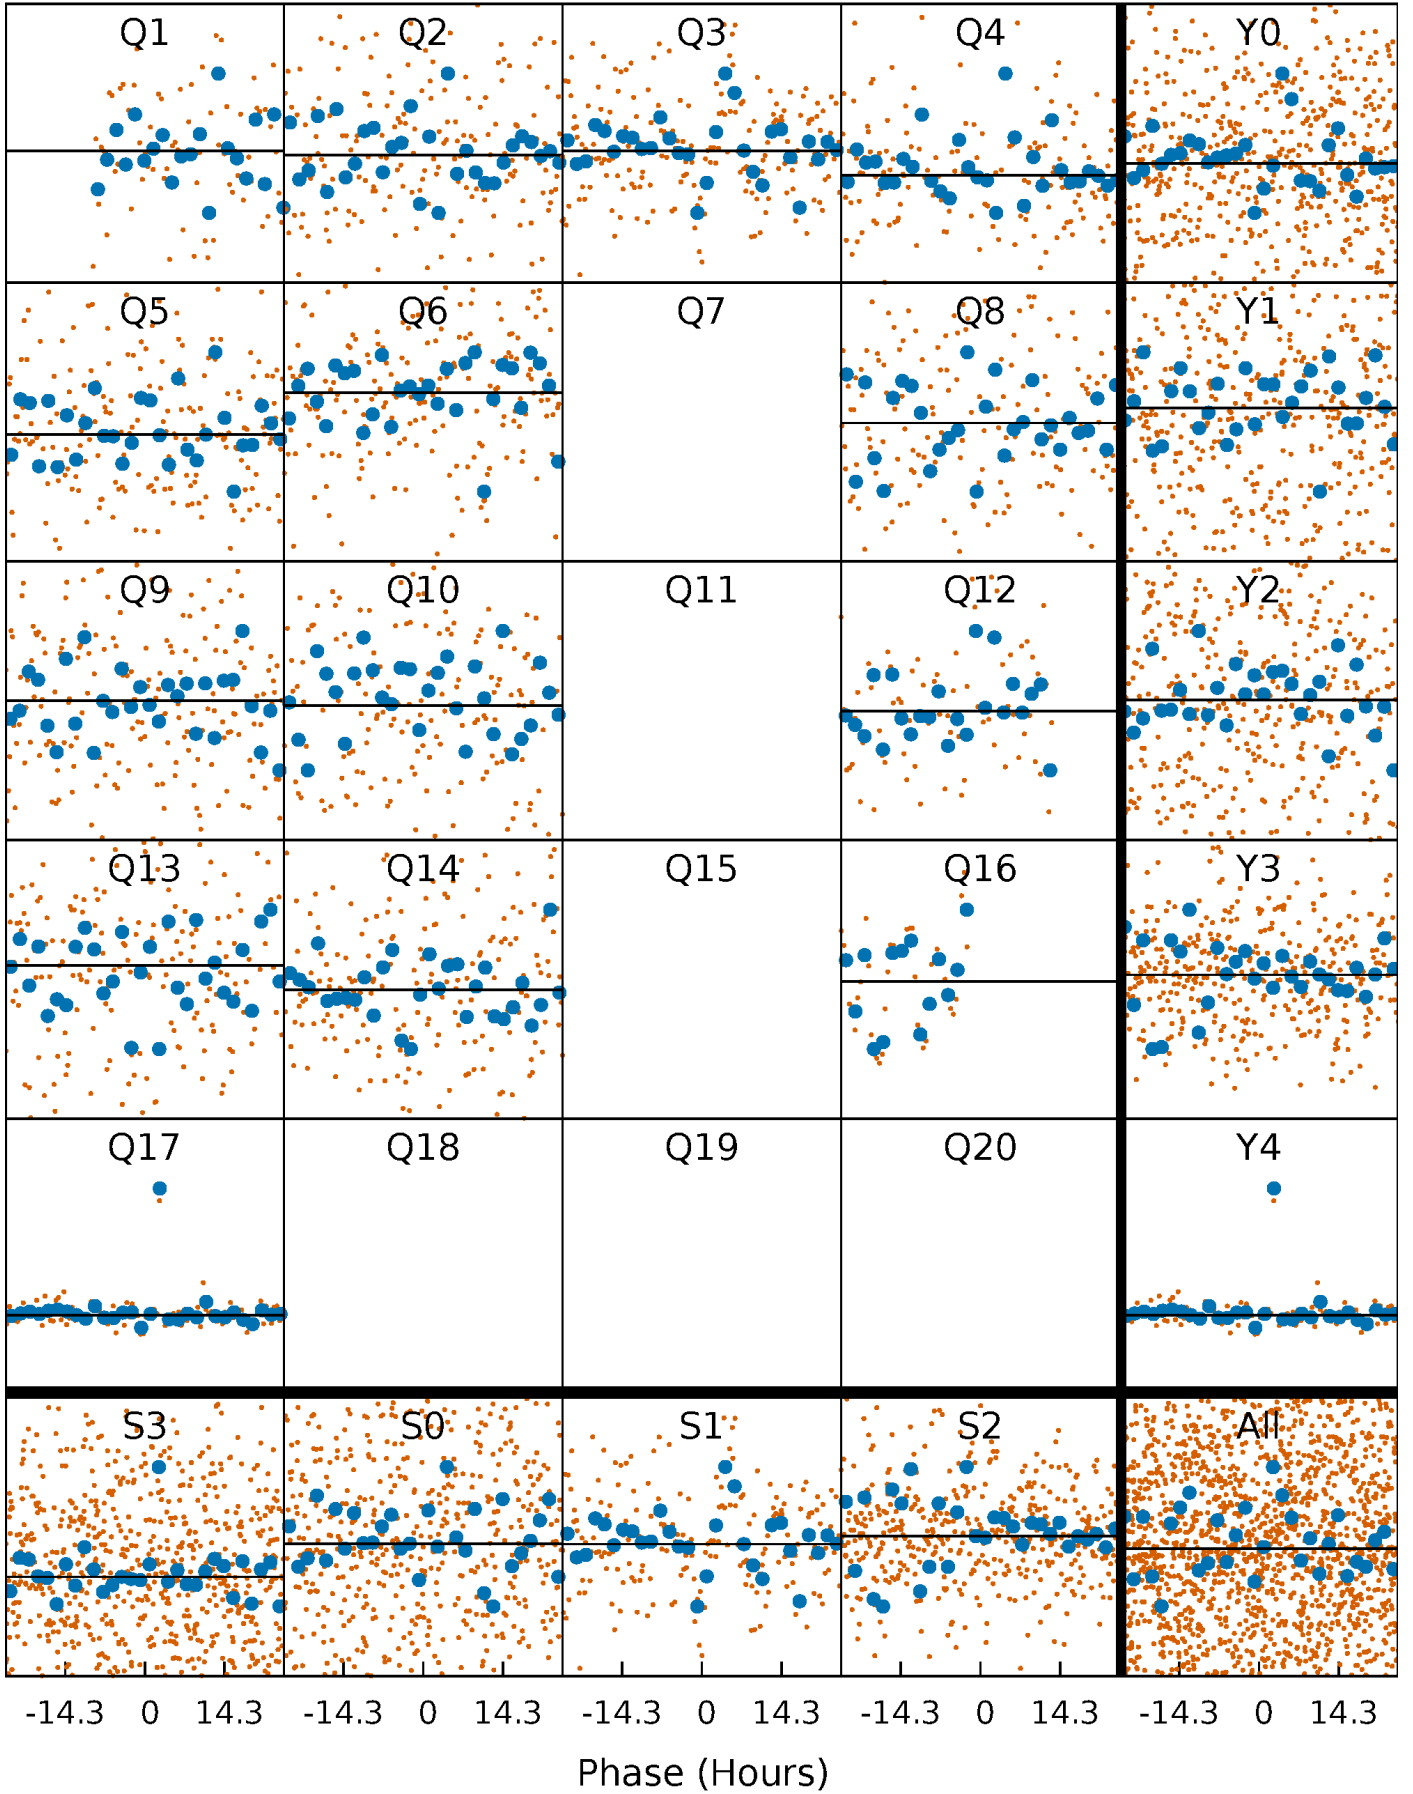 Q1 Q2 Q3 Q4 Y0
Q5 Q6 Q7 Q8 Y1
Q9 Q10 Q11 Q12 Y2
Q13 Q14 Q15 Q16 Y3
Q17 Q18 Q19 Q20 Y4
S3 S0 S1 S2 All
-14.3 0 14.3 -14.3 0 14.3 -14.3 0 14.3 -14.3 0 14.3 -14.3 0 14.3
Phase (Hours)